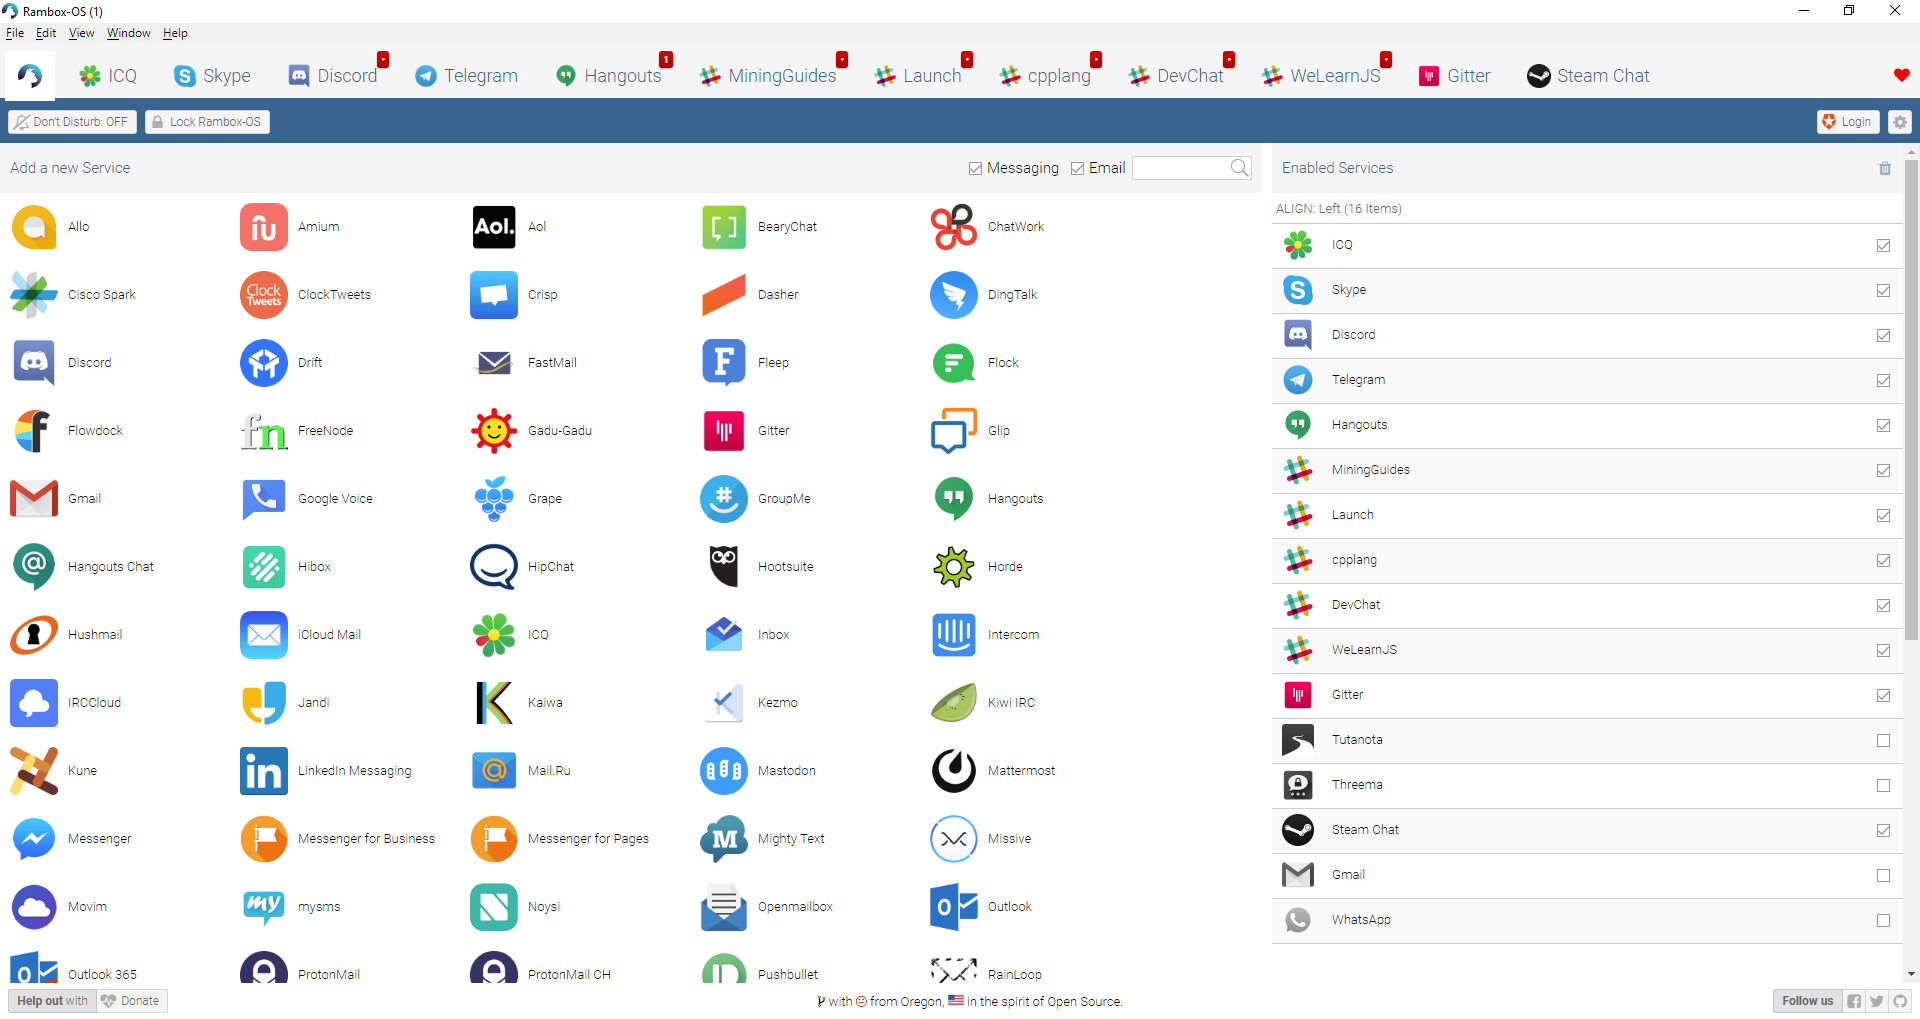 Rambox-OS (1)
File Edit View Window Help
ICQ Skype Discord Telegram Hangouts 1 MiningGuides Launch cpplang DevChat WeLearnJS Gitter Steam Chat
Don't Disturb: OFF Lock Rambox-OS Login
Add a new Service Messaging Email
Allo Amium Aol. Aol BearyChat ChatWork
Cisco Spark Clock Tweets ClockTweets Crisp Dasher DingTalk
Discord Drift FastMail Fleep Flock
Flowdock fn FreeNode Gadu-Gadu Gitter Glip
Gmail Google Voice Grape GroupMe Hangouts
Hangouts Chat Hibox HipChat Hootsuite Horde
Hushmail iCloud Mail ICQ Inbox Intercom
IRCCloud Jandi Kaiwa Kezmo Kiwi IRC
Kune in LinkedIn Messaging Mail.Ru Mastodon Mattermost
Messenger Messenger for Business Messenger for Pages M Mighty Text Missive
Movim my mysms Noysi Openmailbox Outlook
Outlook 365 ProtonMail ProtonMail CH Pushbullet RainLoop
Enabled Services
ALIGN: Left (16 Items)
ICQ
Skype
Discord
Telegram
Hangouts
MiningGuides
Launch
cpplang
DevChat
WeLearnJS
Gitter
Tutanota
Threema
Steam Chat
Gmail
WhatsApp
Help out with Donate
with from Oregon, in the spirit of Open Source.
Follow us